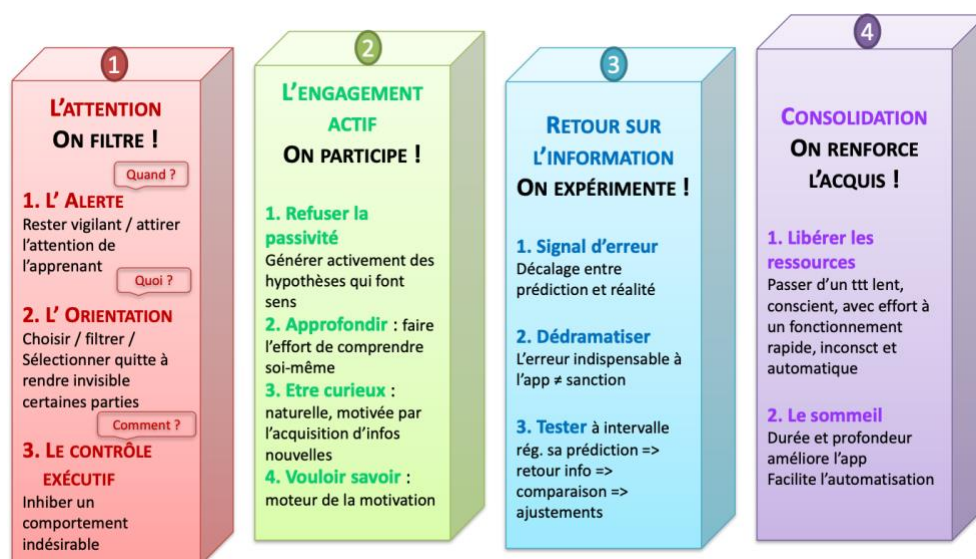 1
L'ATTENTION
ON FILTRE !
Quand ?
1. L' ALERTE
Rester vigilant / attirer
l'attention de
l'apprenant
Quoi ?
2. L' ORIENTATION
Choisir / filtrer /
Sélectionner quitte à
rendre invisible
certaines parties
Comment ?
3. LE CONTRÔLE
EXÉCUTIF
Inhiber un
comportement
indésirable
2
L'ENGAGEMENT
ACTIF
ON PARTICIPE !
1. Refuser la
passivité
Générer activement des
hypothèses qui font
sens
2. Approfondir : faire
l'effort de comprendre
soi-même
3. Etre curieux :
naturelle, motivée par
l'acquisition d'infos
nouvelles
4. Vouloir savoir :
moteur de la motivation
3
RETOUR SUR
L'INFORMATION
ON EXPÉRIMENTE !
1. Signal d'erreur
Décalage entre
prédiction et réalité
2. Dédramatiser
L'erreur indispensable à
l'app ≠ sanction
3. Tester à intervalle
rég. sa prédiction =>
retour info =>
comparaison =>
ajustements
4
CONSOLIDATION
ON RENFORCE
L'ACQUIS !
1. Libérer les
ressources
Passer d'un ttt lent,
conscient, avec effort à
un fonctionnement
rapide, inconsct et
automatique
2. Le sommeil
Durée et profondeur
améliore l'app
Facilite l'automatisation